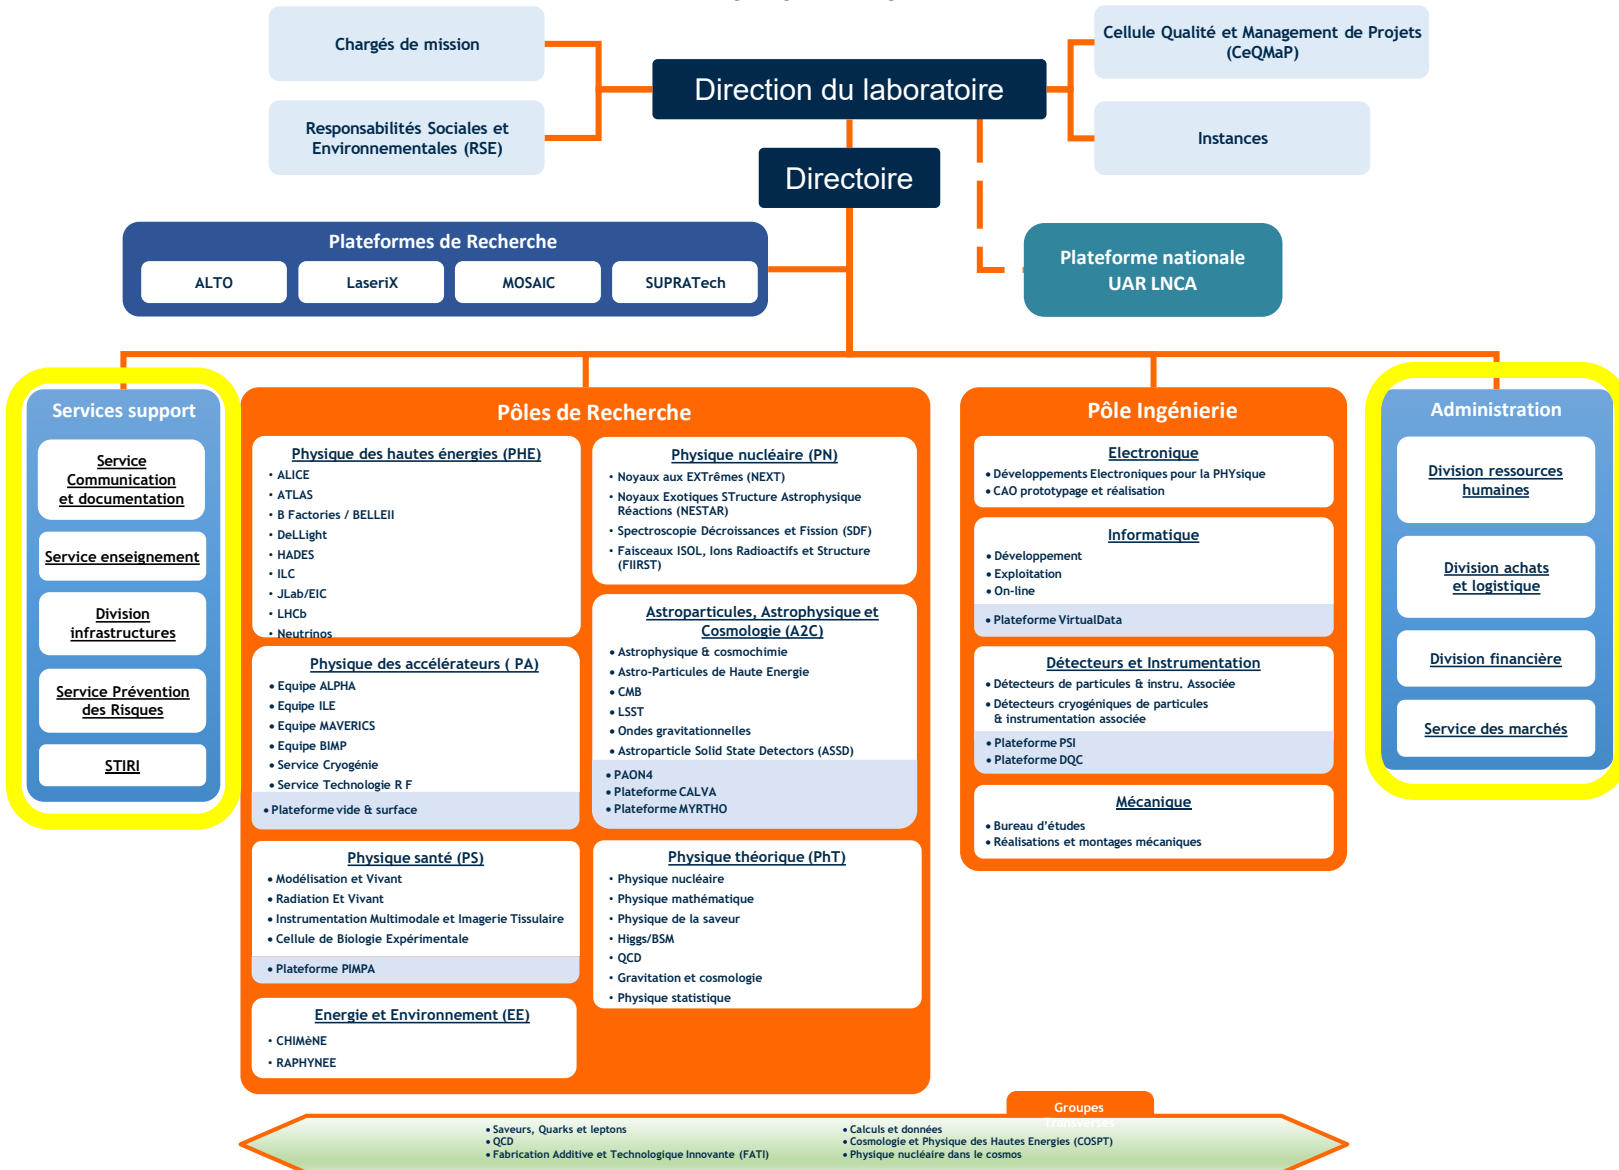 Chargés de mission
Responsabilités Sociales et
Environnementales (RSE)
Direction du laboratoire
Directoire
Cellule Qualité et Management de Projets
(CeQMaP)
Instances
Plateformes de Recherche
ALTO
LaseriX
MOSAIC
SUPRATech
Plateforme nationale
UAR LNCA
Services support
Service
Communication
et documentation
Service enseignement
Division
infrastructures
Service Prévention
des Risques
STIRI
Pôles de Recherche
Physique des hautes énergies (PHE)
• ALICE
• ATLAS
• B Factories / BELLEII
• DeLLight
• HADES
• ILC
• JLab/EIC
• LHCb
• Neutrinos
Physique des accélérateurs ( PA)
• Equipe ALPHA
• Equipe ILE
• Equipe MAVERICS
• Equipe BIMP
• Service Cryogénie
• Service Technologie R F
• Plateforme vide & surface
Physique santé (PS)
• Modélisation et Vivant
• Radiation Et Vivant
• Instrumentation Multimodale et Imagerie Tissulaire
• Cellule de Biologie Expérimentale
• Plateforme PIMPA
Energie et Environnement (EE)
• CHIMèNE
• RAPHYNEE
Physique nucléaire (PN)
• Noyaux aux EXTrêmes (NEXT)
• Noyaux Exotiques STructure Astrophysique
Réactions (NESTAR)
• Spectroscopie Décroissances et Fission (SDF)
• Faisceaux ISOL, Ions Radioactifs et Structure
(FIIRST)
Astroparticules, Astrophysique et
Cosmologie (A2C)
• Astrophysique & cosmochimie
• Astro-Particules de Haute Energie
• CMB
• LSST
• Ondes gravitationnelles
• Astroparticle Solid State Detectors (ASSD)
• PAON4
• Plateforme CALVA
• Plateforme MYRTHO
Physique théorique (PhT)
• Physique nucléaire
• Physique mathématique
• Physique de la saveur
• Higgs/BSM
• QCD
• Gravitation et cosmologie
• Physique statistique
Pôle Ingénierie
Electronique
• Développements Electroniques pour la PHYsique
• CAO prototypage et réalisation
Informatique
• Développement
• Exploitation
• On-line
• Plateforme VirtualData
Détecteurs et Instrumentation
• Détecteurs de particules & instru. Associée
• Détecteurs cryogéniques de particules
& instrumentation associée
• Plateforme PSI
• Plateforme DQC
Mécanique
• Bureau d'études
• Réalisations et montages mécaniques
Administration
Division ressources
humaines
Division achats
et logistique
Division financière
Service des marchés
Groupes
Transverses
• Saveurs, Quarks et leptons
• QCD
• Fabrication Additive et Technologique Innovante (FATI)
• Calculs et données
• Cosmologie et Physique des Hautes Energies (COSPT)
• Physique nucléaire dans le cosmos